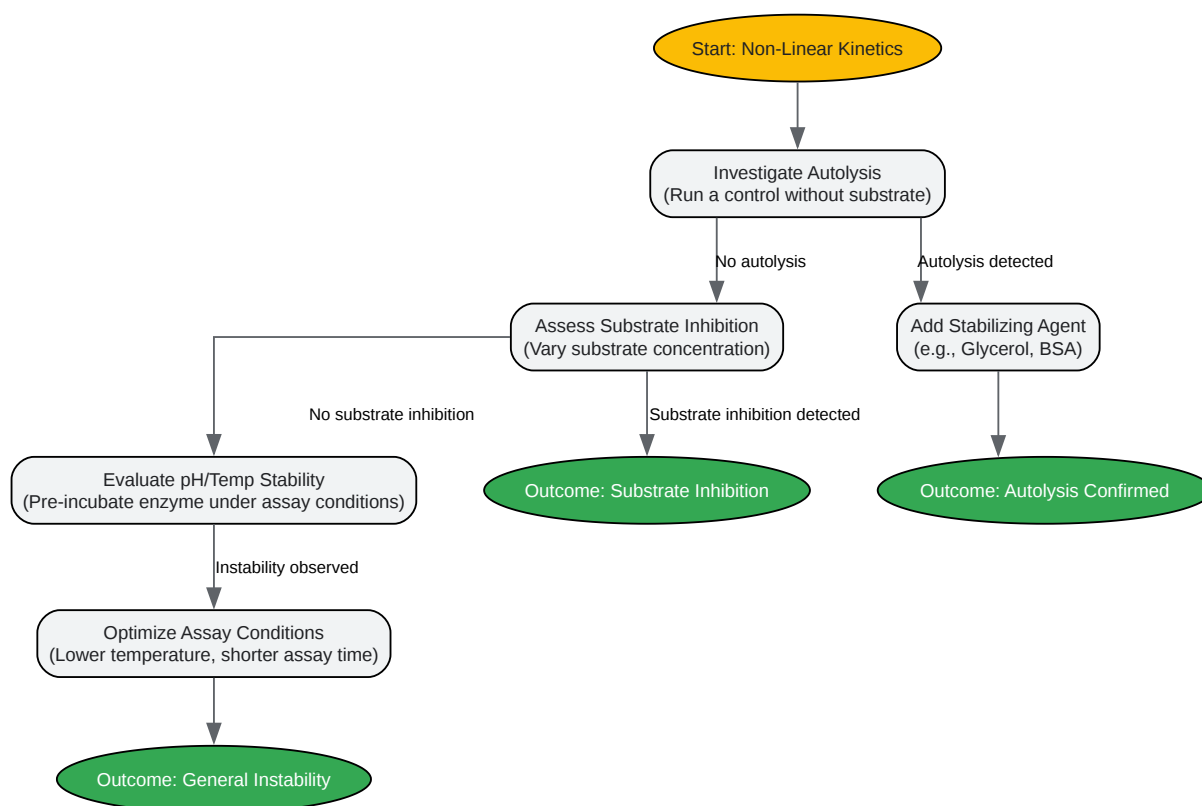 Start: Non-Linear Kinetics
Investigate Autolysis
(Run a control without substrate)
No autolysis
Autolysis detected
Assess Substrate Inhibition
(Vary substrate concentration)
Add Stabilizing Agent
(e.g., Glycerol, BSA)
No substrate inhibition
Substrate inhibition detected
Evaluate pH/Temp Stability
(Pre-incubate enzyme under assay conditions)
Outcome: Substrate Inhibition
Outcome: Autolysis Confirmed
Instability observed
Optimize Assay Conditions
(Lower temperature, shorter assay time)
Outcome: General Instability